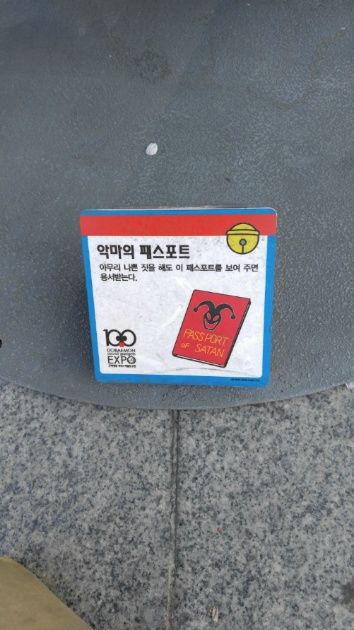 악마의 패스포트
아무리 나쁜 짓을 해도 이 패스포트를 보여 주면
용서받는다.
PASSPORT
OF SATAN
100
DORAEMON
EXPO